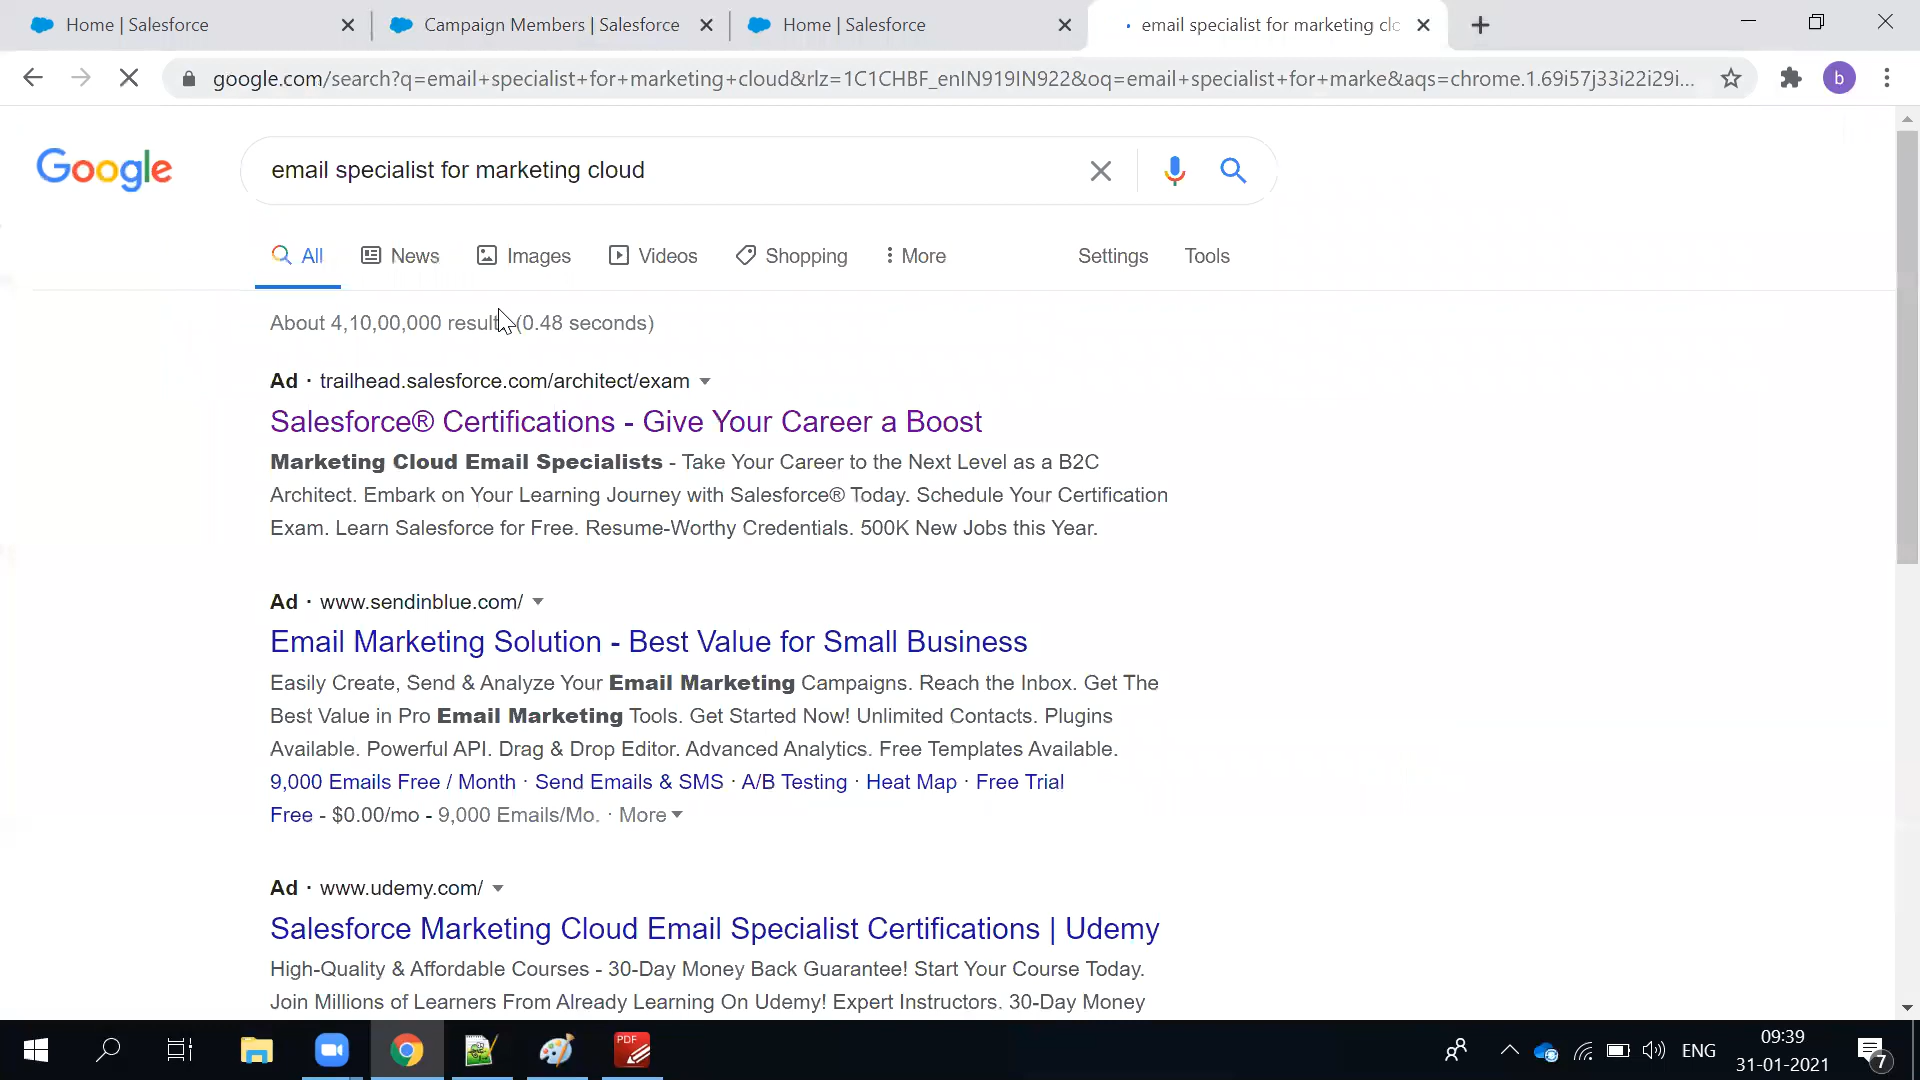 Home | Salesforce
Campaign Members | Salesforce
Home | Salesforce
email specialist for marketing clo
google.com/search?q=email+specialist+for+marketing+cloud&rlz=1C1CHBF_enIN919IN922&oq=email+specialist+for+marke&aqs=chrome.1.69i57j33i22i29i...
b
Google
email specialist for marketing cloud
All
News
Images
Videos
Shopping
More
Settings
Tools
About 4,10,00,000 results (0.48 seconds)
Ad · trailhead.salesforce.com/architect/exam
Salesforce® Certifications - Give Your Career a Boost
Marketing Cloud Email Specialists - Take Your Career to the Next Level as a B2C
Architect. Embark on Your Learning Journey with Salesforce® Today. Schedule Your Certification
Exam. Learn Salesforce for Free. Resume-Worthy Credentials. 500K New Jobs this Year.
Ad · www.sendinblue.com/
Email Marketing Solution - Best Value for Small Business
Easily Create, Send & Analyze Your Email Marketing Campaigns. Reach the Inbox. Get The
Best Value in Pro Email Marketing Tools. Get Started Now! Unlimited Contacts. Plugins
Available. Powerful API. Drag & Drop Editor. Advanced Analytics. Free Templates Available.
9,000 Emails Free / Month · Send Emails & SMS · A/B Testing · Heat Map · Free Trial
Free - $0.00/mo - 9,000 Emails/Mo. · More
Ad · www.udemy.com/
Salesforce Marketing Cloud Email Specialist Certifications | Udemy
High-Quality & Affordable Courses - 30-Day Money Back Guarantee! Start Your Course Today.
Join Millions of Learners From Already Learning On Udemy! Expert Instructors. 30-Day Money
PDF
ENG
09:39
31-01-2021
7